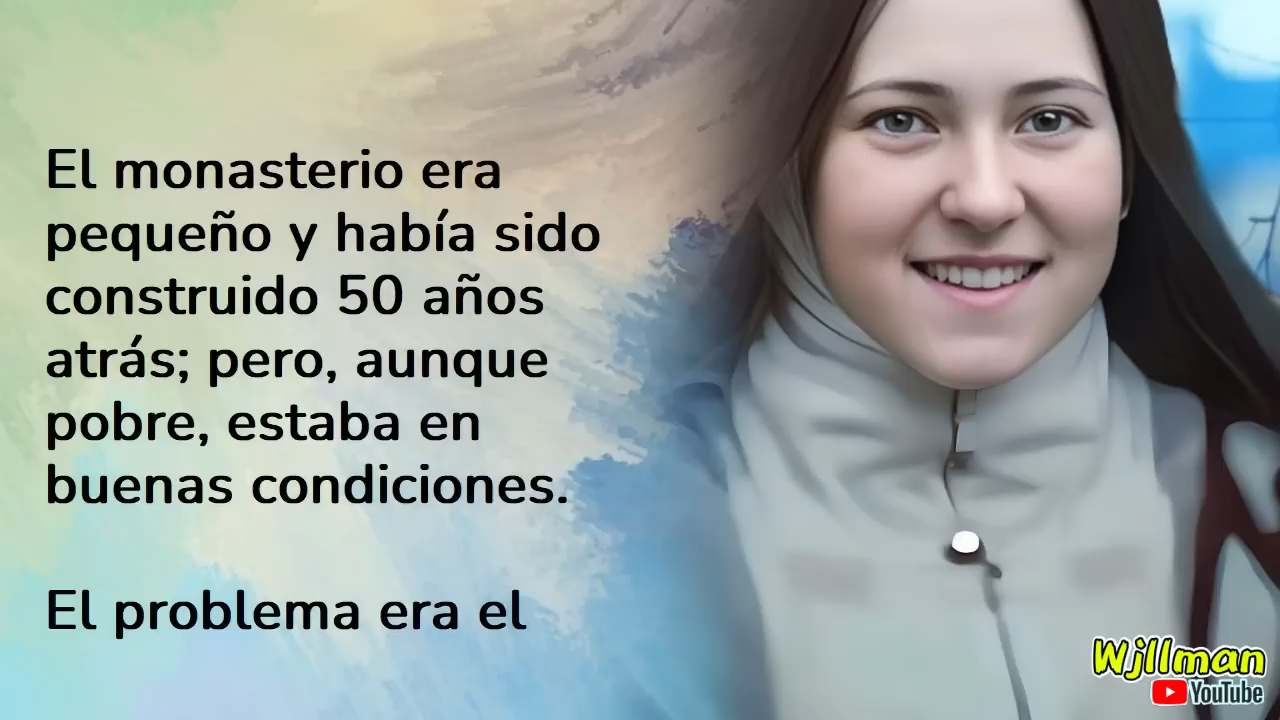 El monasterio era
pequeño y había sido
construido 50 años
atrás; pero, aunque
pobre, estaba en
buenas condiciones.
El problema era el
Wjllman
YouTube